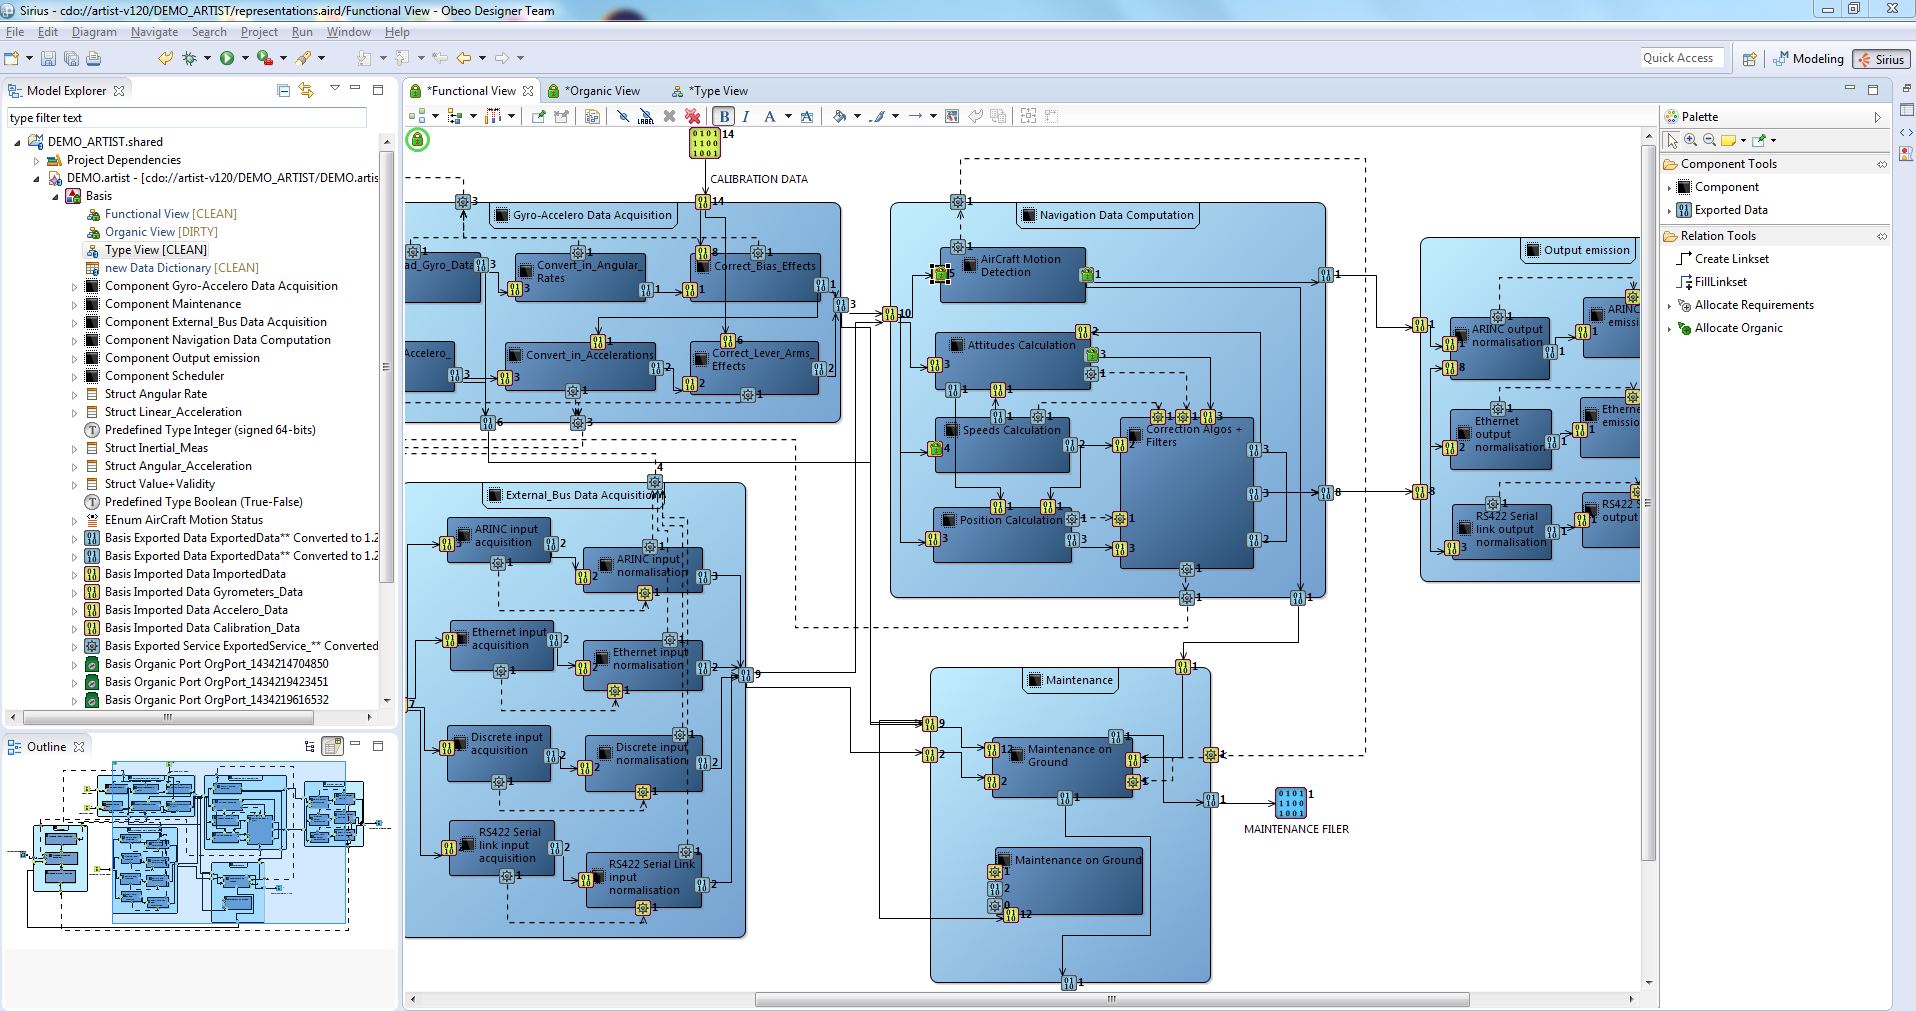 Sirius - cdo://artist-v120/DEMO_ARTIST/representations.aird/Functional View - Obeo Designer Team
File Edit Diagram Navigate Search Project Run Window Help
Quick Access
Modeling
Sirius
Model Explorer
type filter text
DEMO_ARTIST.shared
Project Dependencies
DEMO.artist - [cdo://artist-v120/DEMO_ARTIST/DEMO.artis
Basis
Functional View [CLEAN]
Organic View [DIRTY]
Type View [CLEAN]
new Data Dictionary [CLEAN]
Component Gyro-Accelero Data Acquisition
Component Maintenance
Component External_Bus Data Acquisition
Component Navigation Data Computation
Component Output emission
Component Scheduler
Struct Angular Rate
Struct Linear_Acceleration
Predefined Type Integer (signed 64-bits)
Struct Inertial_Meas
Struct Angular_Acceleration
Struct Value+Validity
Predefined Type Boolean (True-False)
EEnum AirCraft Motion Status
Basis Exported Data ExportedData** Converted to 1.2
Basis Exported Data ExportedData** Converted to 1.2
Basis Imported Data ImportedData
Basis Imported Data Gyrometers_Data
Basis Imported Data Accelero_Data
Basis Imported Data Calibration_Data
Basis Exported Service ExportedService_** Converted
Basis Organic Port OrgPort_1434214704850
Basis Organic Port OrgPort_1434219423451
Basis Organic Port OrgPort_1434219616532
Outline
*Functional View
*Organic View
*Type View
B I A
14
CALIBRATION DATA
Gyro-Accelero Data Acquisition
ad_Gyro_Data
Convert_in_Angular_
Rates
Correct_Bias_Effects
Accelero_
Convert_in_Accelerations
Correct_Lever_Arms_
Effects
External_Bus Data Acquisition
ARINC input
acquisition
ARINC input
normalisation
Ethernet input
acquisition
Ethernet input
normalisation
Discrete input
acquisition
Discrete input
normalisation
RS422 Serial
link input
acquisition
RS422 Serial Link
input
normalisation
Navigation Data Computation
AirCraft Motion
Detection
Attitudes Calculation
Speeds Calculation
Correction Algos +
Filters
Position Calculation
Maintenance
Maintenance on
Ground
Maintenance on Ground
MAINTENANCE FILER
Output emission
ARINC output
normalisation
ARINC
emissi
Ethernet
output
normalisation
Etherne
emissio
RS422 Serial
link output
normalisation
RS422 S
output
Palette
Component Tools
Component
Exported Data
Relation Tools
Create Linkset
FillLinkset
Allocate Requirements
Allocate Organic